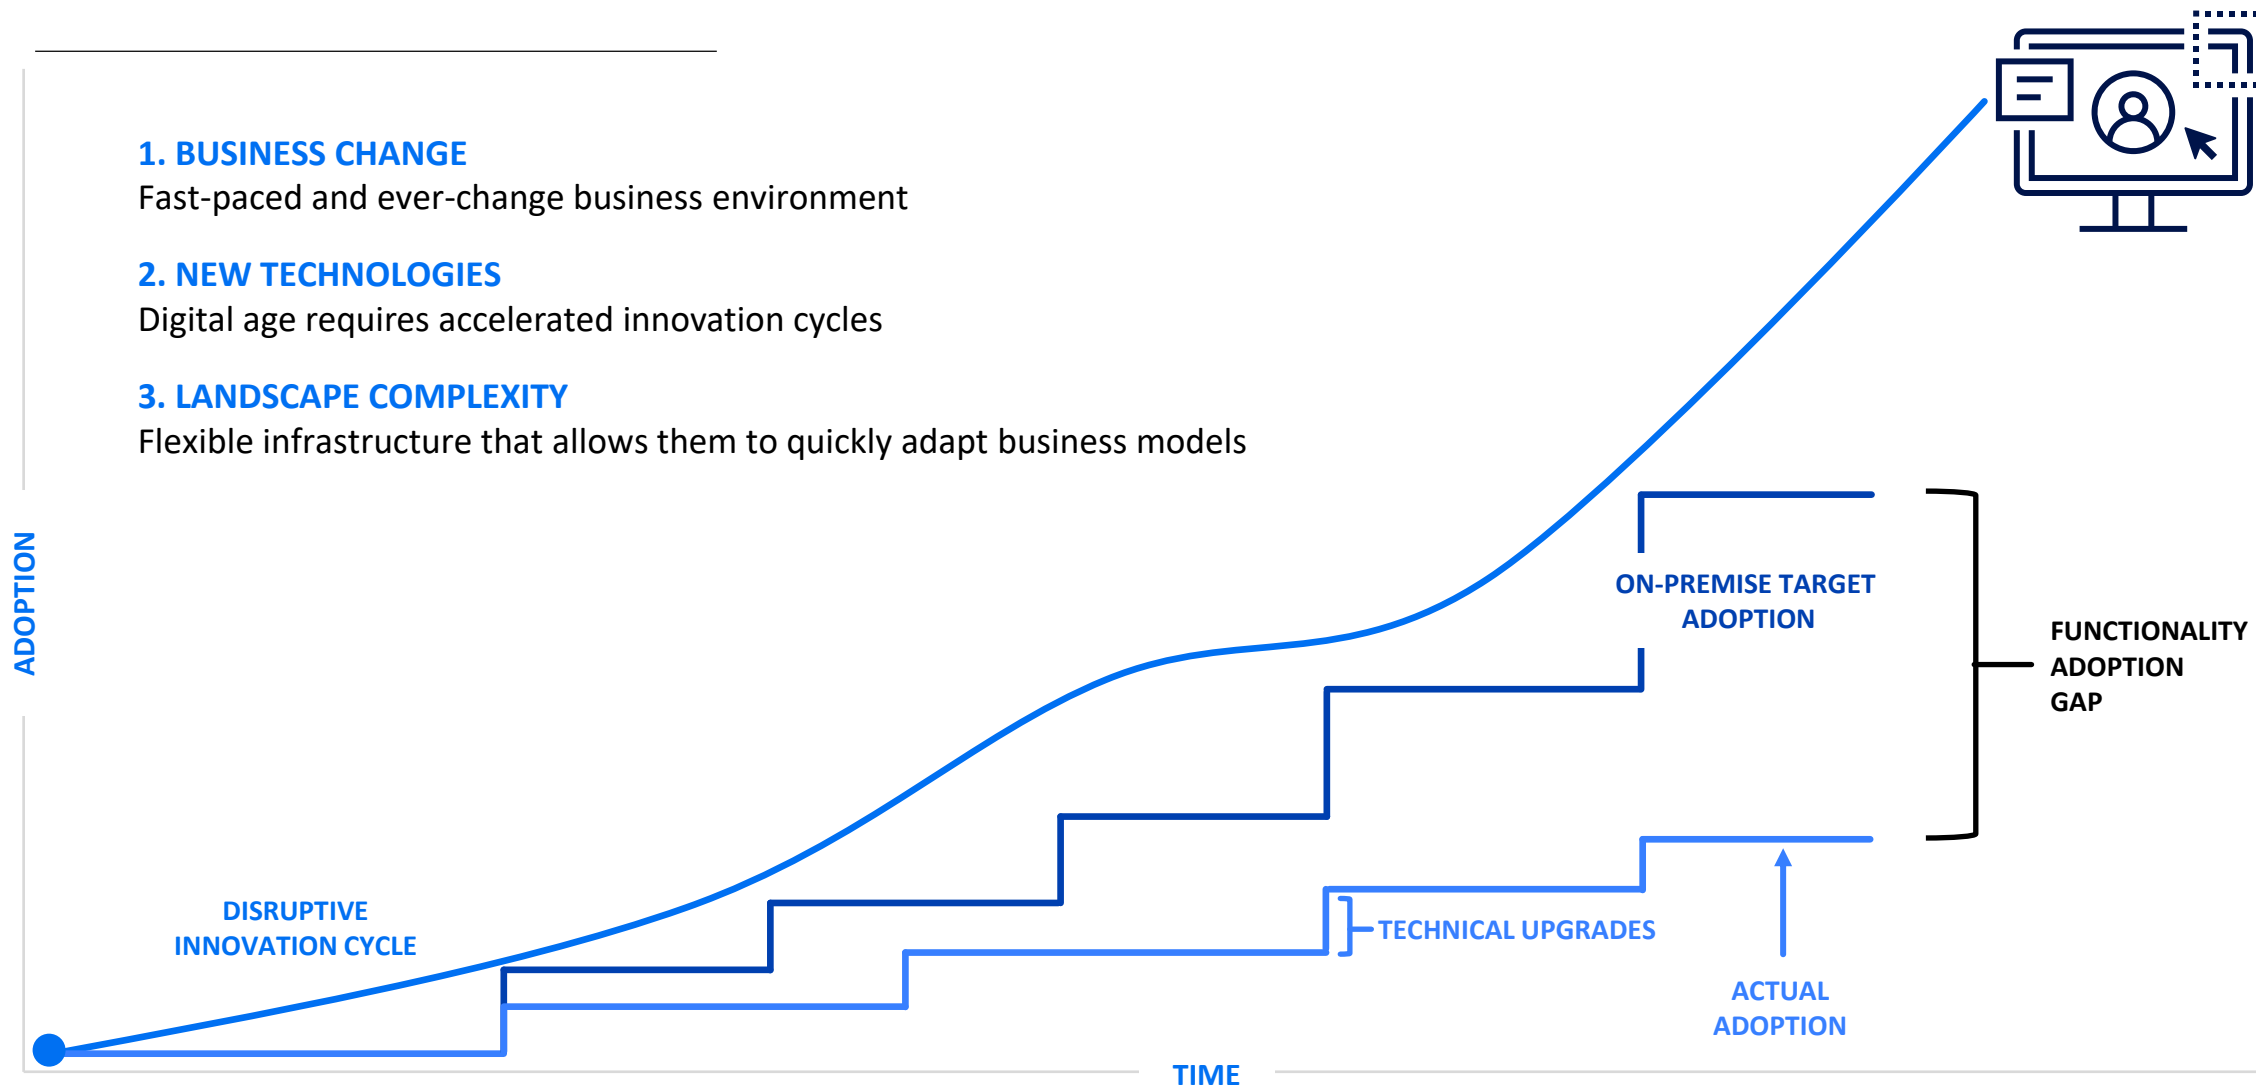 1. BUSINESS CHANGE
Fast-paced and ever-change business environment
2. NEW TECHNOLOGIES
Digital age requires accelerated innovation cycles
3. LANDSCAPE COMPLEXITY
Flexible infrastructure that allows them to quickly adapt business models
ADOPTION
ON-PREMISE TARGET
ADOPTION
FUNCTIONALITY
ADOPTION
GAP
DISRUPTIVE
INNOVATION CYCLE
TECHNICAL UPGRADES
ACTUAL
ADOPTION
TIME